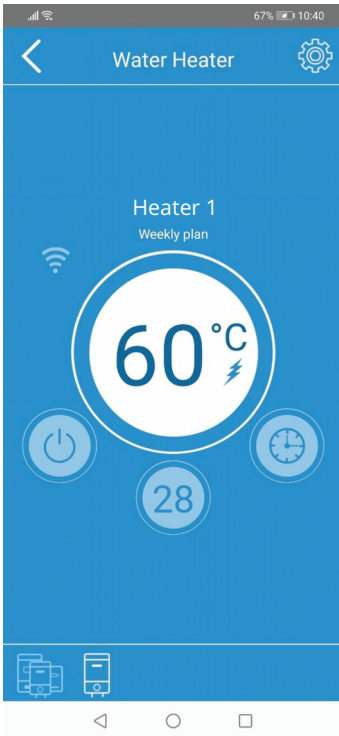 67% 10:40
Water Heater
Heater 1
Weekly plan
60°C
28